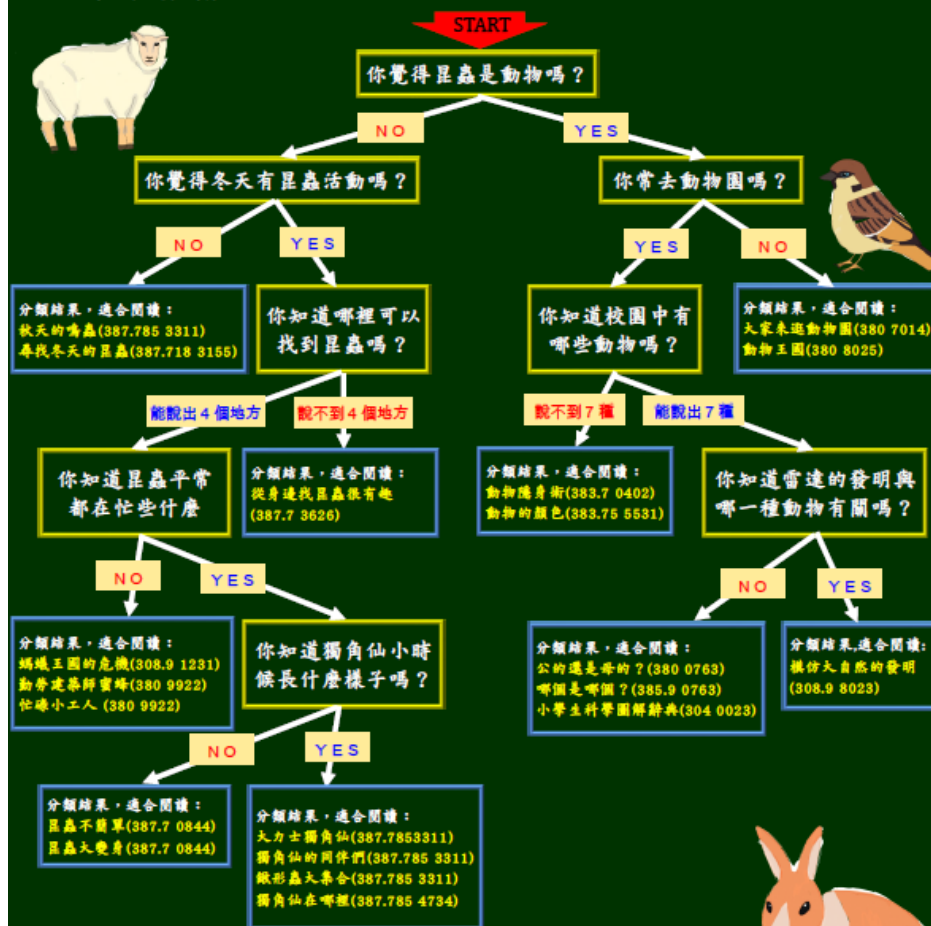 START
你覺得昆蟲是動物嗎？
NO
YES
你覺得冬天有昆蟲活動嗎？
你常去動物園嗎？
NO
YES
YES
NO
分類結果，適合閱讀：
秋天的鳴蟲(387.785 3311)
尋找冬天的昆蟲(387.718 3155)
你知道哪裡可以
找到昆蟲嗎？
你知道校園中有
哪些動物嗎？
分類結果，適合閱讀：
大家來逛動物園(380 7014)
動物王國(380 8025)
能說出4個地方
說不到4個地方
說不到7種
能說出7種
你知道昆蟲平常
都在忙些什麼
分類結果，適合閱讀：
從身邊找昆蟲很有趣
(387.7 3626)
分類結果，適合閱讀：
動物隱身術(383.7 0402)
動物的顏色(383.75 5531)
你知道雷達的發明與
哪一種動物有關嗎？
NO
YES
NO
YES
分類結果，適合閱讀：
螞蟻王國的危機(308.9 1231)
勤勞建築師蜜蜂(380 9922)
忙碌小工人 (380 9922)
你知道獨角仙小時
候長什麼樣子嗎？
分類結果，適合閱讀：
公的還是母的？(380 0763)
哪個是哪個？(385.9 0763)
小學生科學圖解辭典(304 0023)
分類結果,適合閱讀:
模仿大自然的發明
(308.9 8023)
NO
YES
分類結果，適合閱讀：
昆蟲不簡單(387.7 0844)
昆蟲大變身(387.7 0844)
分類結果，適合閱讀：
大力士獨角仙(387.7853311)
獨角仙的同伴們(387.785 3311)
鍬形蟲大集合(387.785 3311)
獨角仙在哪裡(387.785 4734)